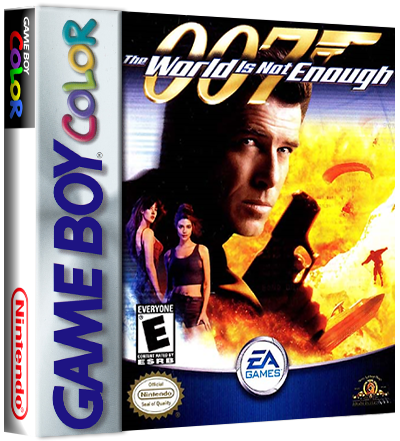 GAME BOY
COLOR
Nintendo
GAME BOY COLOR
007
The World Is Not Enough
EVERYONE
E
CONTENT RATED BY
ESRB
Official
Nintendo
Seal of Quality
EA
GAMES